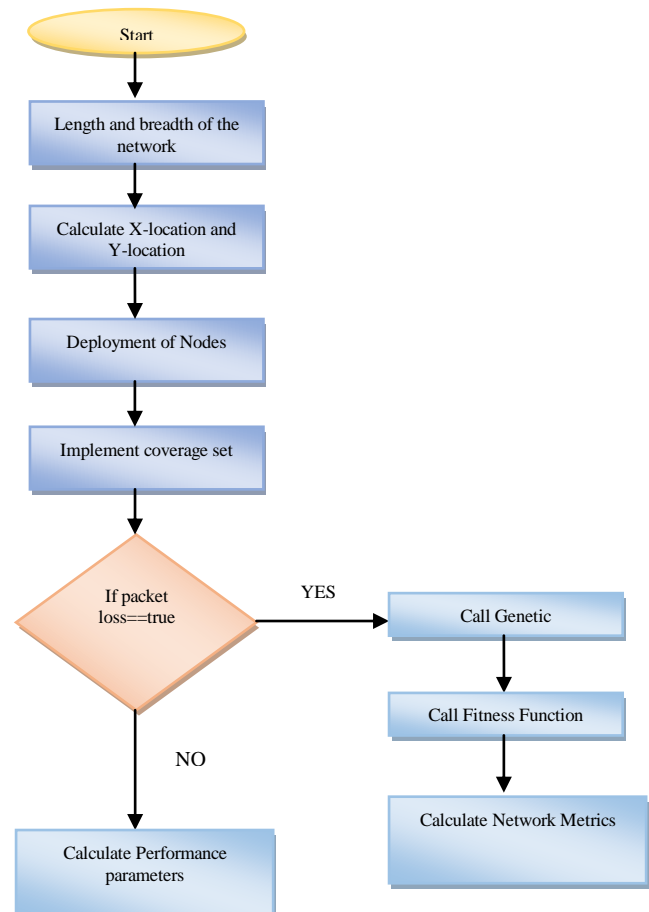 Start
Length and breadth of the
network
Calculate X-location and
Y-location
Deployment of Nodes
Implement coverage set
If packet
loss==true
YES
Call Genetic
Call Fitness Function
Calculate Network Metrics
NO
Calculate Performance
parameters